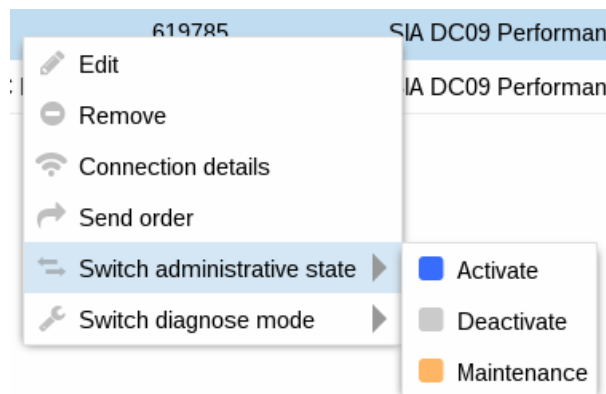 619785 SIA DC09 Performan
Edit
IA DC09 Performan
Remove
Connection details
Send order
Switch administrative state
Activate
Switch diagnose mode
Deactivate
Maintenance